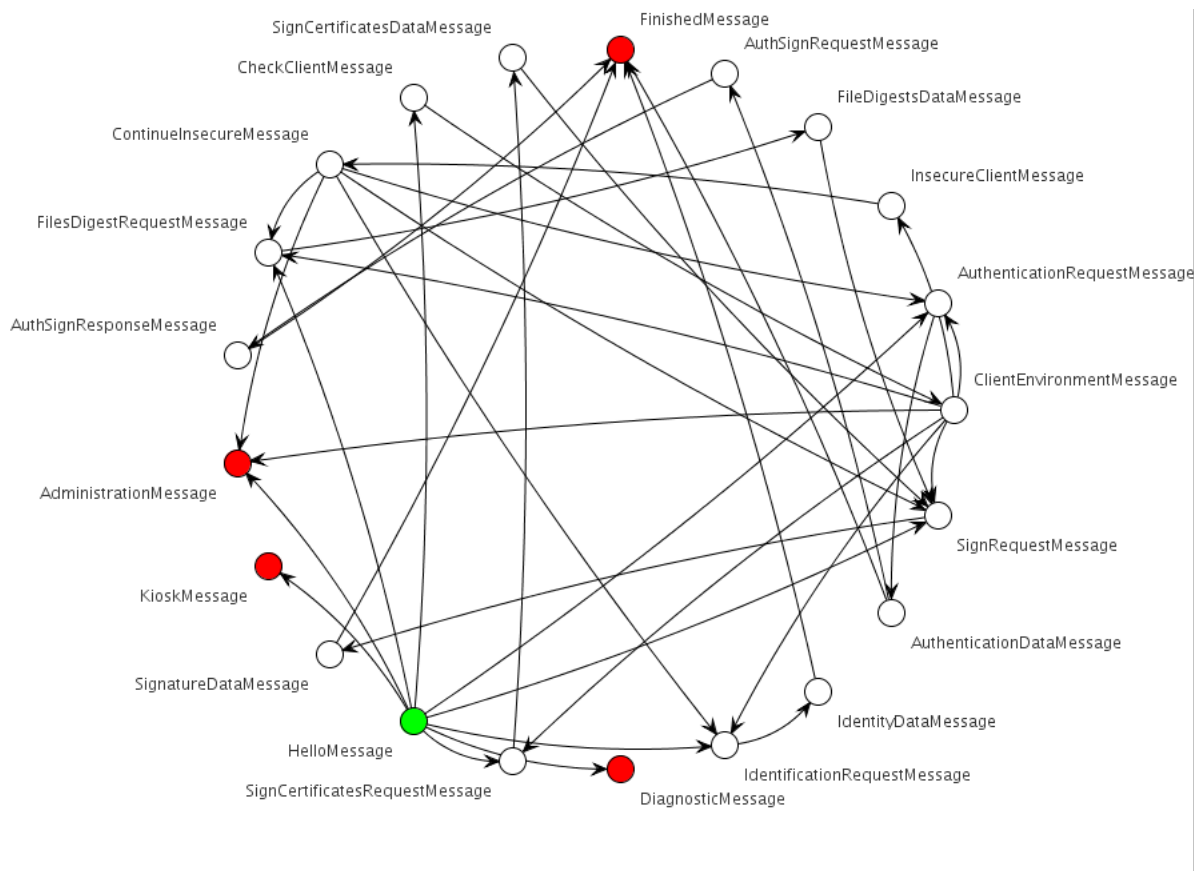 FinishedMessage
SignCertificatesDataMessage
AuthSignRequestMessage
CheckClientMessage
FileDigestsDataMessage
ContinueInsecureMessage
InsecureClientMessage
FilesDigestRequestMessage
AuthenticationRequestMessage
AuthSignResponseMessage
ClientEnvironmentMessage
AdministrationMessage
SignRequestMessage
KioskMessage
AuthenticationDataMessage
SignatureDataMessage
IdentityDataMessage
HelloMessage
IdentificationRequestMessage
SignCertificatesRequestMessage
DiagnosticMessage